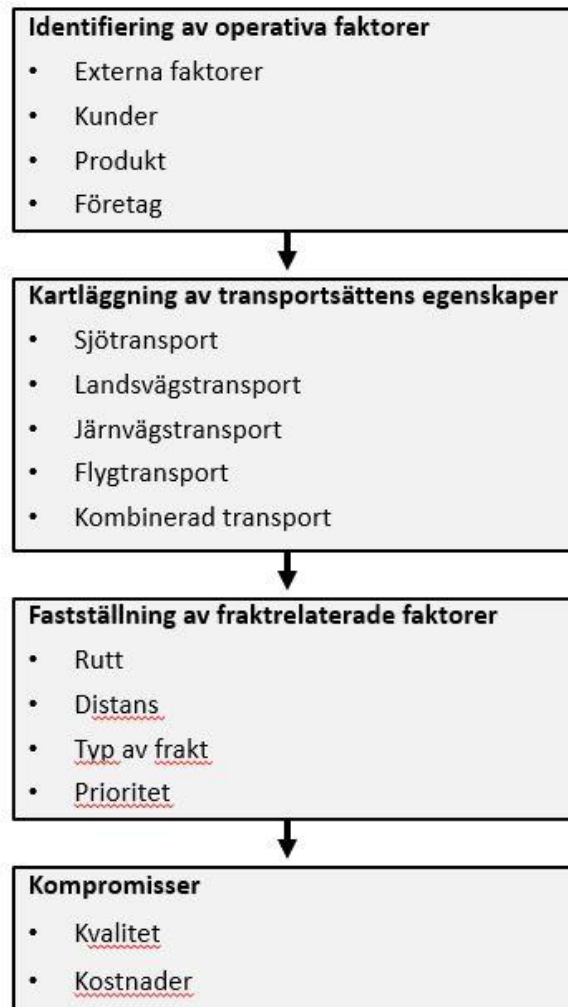 Identifiering av operativa faktorer
• Externa faktorer
• Kunder
• Produkt
• Företag
Kartläggning av transportsättens egenskaper
• Sjötransport
• Landsvägstransport
• Järnvägstransport
• Flygtransport
• Kombinerad transport
Fastställning av fraktrelaterade faktorer
• Rutt
• Distans
• Typ av frakt
• Prioritet
Kompromisser
• Kvalitet
• Kostnader